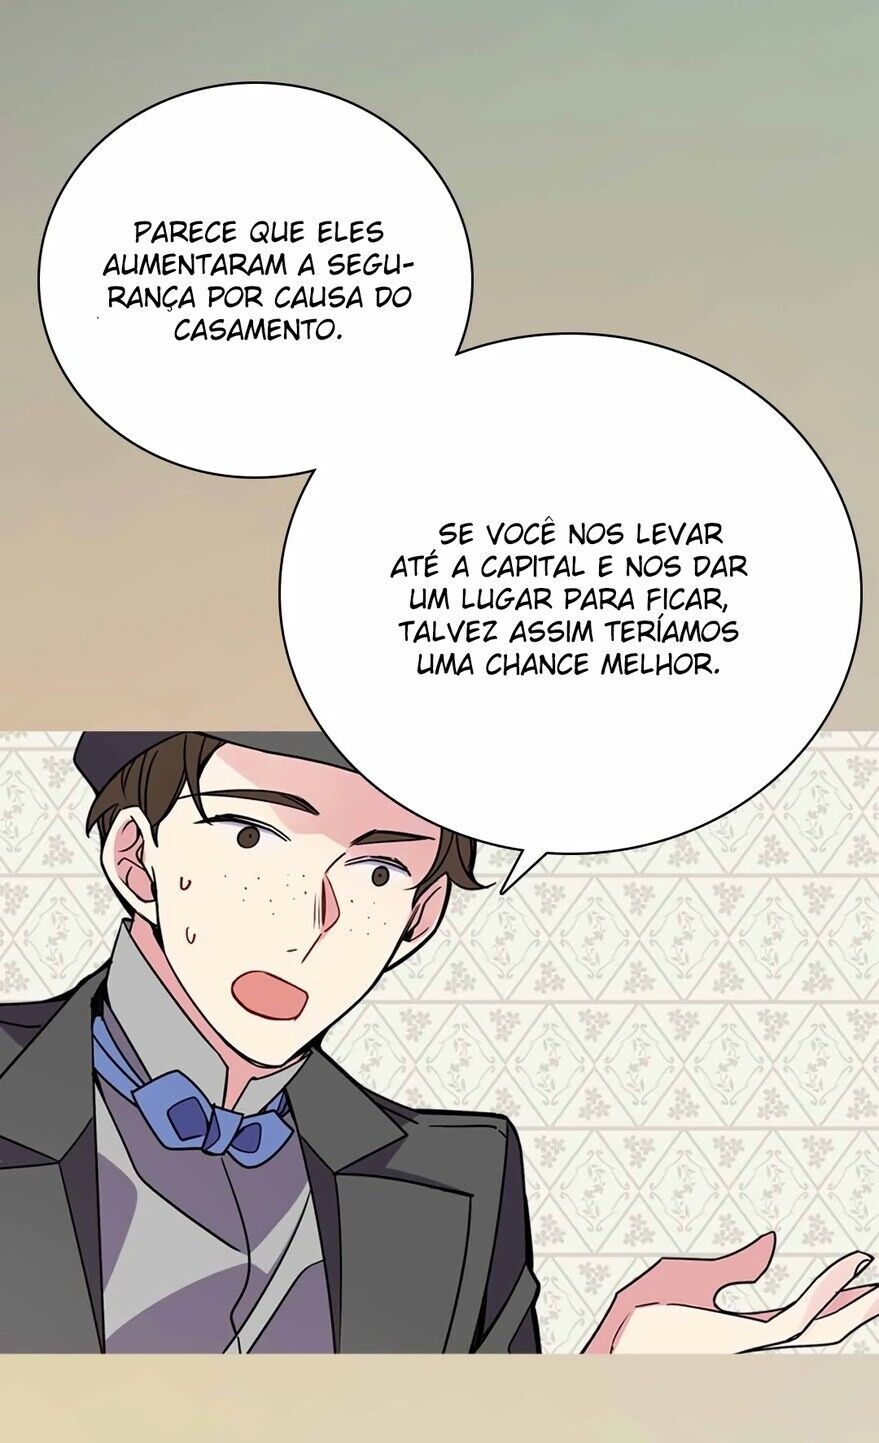 PARECE QUE ELES
AUMENTARAM A SEGU-
RANÇA POR CAUSA DO
CASAMENTO.
SE VOCÊ NOS LEVAR
ATÉ A CAPITAL E NOS DAR
UM LUGAR PARA FICAR,
TALVEZ ASSIM TERÍAMOS
UMA CHANCE MELHOR.